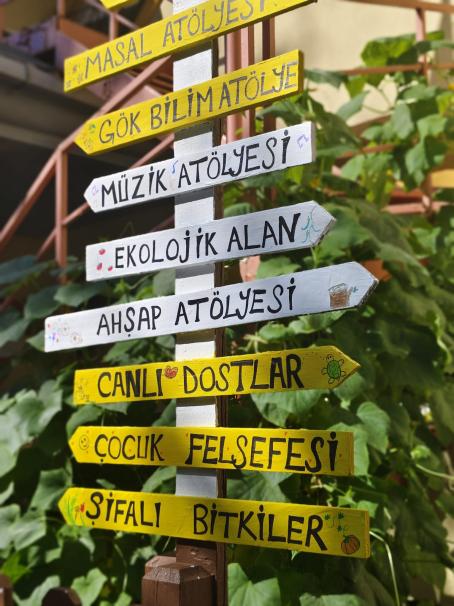 MASAL ATÖLYESİ
GÖK BİLİM ATÖLYE
MÜZİK ATÖLYESİ
EKOLOJİK ALAN
AHŞAP ATÖLYESİ
CANLI DOSTLAR
ÇOCUK FELSEFESİ
ŞİFALI BİTKİLER